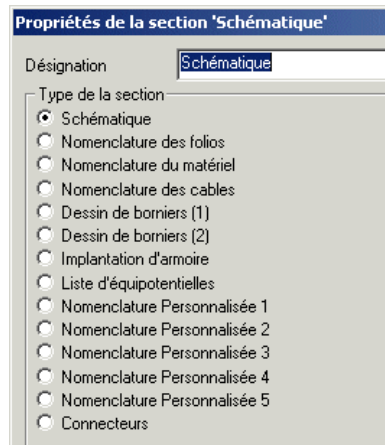 Propriétés de la section 'Schématique'
Désignation Schématique
Type de la section
Schématique
Nomenclature des folios
Nomenclature du matériel
Nomenclature des cables
Dessin de borniers (1)
Dessin de borniers (2)
Implantation d'armoire
Liste d'équipotentielles
Nomenclature Personnalisée 1
Nomenclature Personnalisée 2
Nomenclature Personnalisée 3
Nomenclature Personnalisée 4
Nomenclature Personnalisée 5
Connecteurs